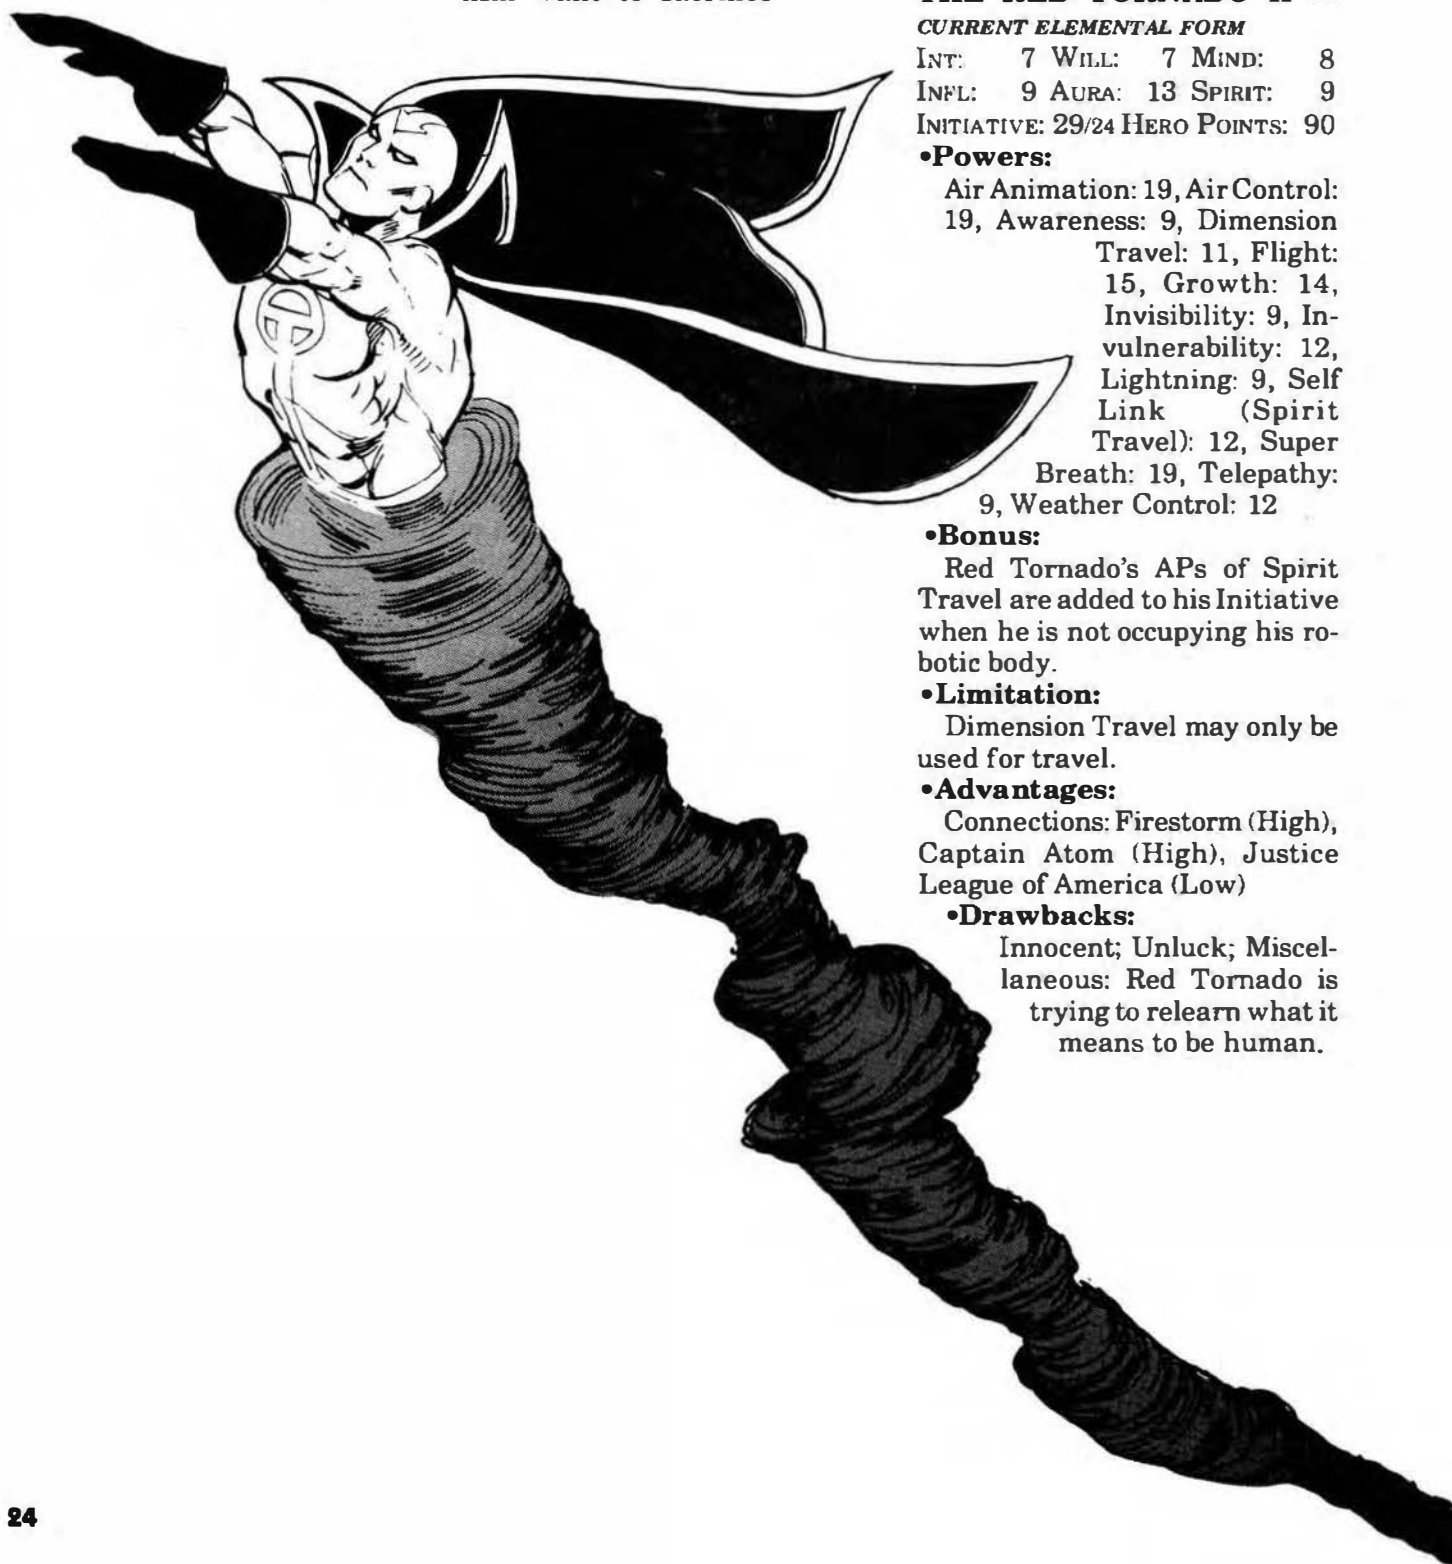 CURRENT ELEMENTAL FORM
INT: 7 WILL: 7 MIND: 8
INFL: 9 AURA: 13 SPIRIT: 9
INITIATIVE: 29/24 HERO POINTS: 90
•Powers:
Air Animation: 19, Air Control:
19, Awareness: 9, Dimension
Travel: 11, Flight:
15, Growth: 14,
Invisibility: 9, In-
vulnerability: 12,
Lightning: 9, Self
Link (Spirit
Travel): 12, Super
Breath: 19, Telepathy:
9, Weather Control: 12
•Bonus:
Red Tornado's APs of Spirit
Travel are added to his Initiative
when he is not occupying his ro-
botic body.
•Limitation:
Dimension Travel may only be
used for travel.
•Advantages:
Connections: Firestorm (High),
Captain Atom (High), Justice
League of America (Low)
•Drawbacks:
Innocent; Unluck; Miscel-
laneous: Red Tornado is
trying to relearn what it
means to be human.
24